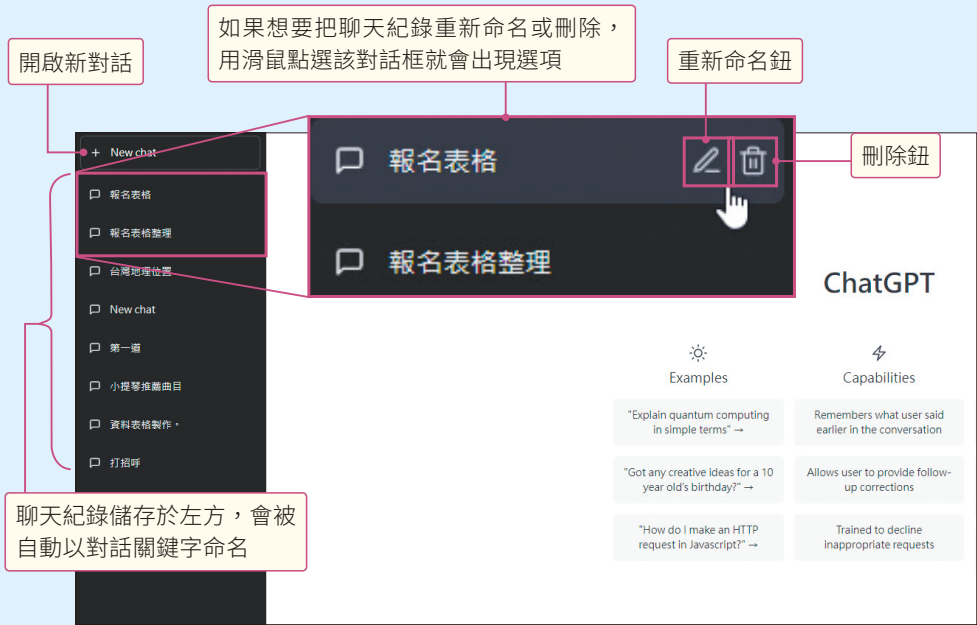 如果想要把聊天紀錄重新命名或刪除，
用滑鼠點選該對話框就會出現選項
開啟新對話
重新命名鈕
刪除鈕
+ New chat
報名表格
報名表格整理
台灣地理位置
New chat
第一道
小提琴推薦曲目
資料表格製作。
打招呼
報名表格
報名表格整理
聊天紀錄儲存於左方，會被
自動以對話關鍵字命名
ChatGPT
Examples
"Explain quantum computing
in simple terms" →
"Got any creative ideas for a 10
year old's birthday?" →
"How do I make an HTTP
request in Javascript?" →
Capabilities
Remembers what user said
earlier in the conversation
Allows user to provide follow-
up corrections
Trained to decline
inappropriate requests